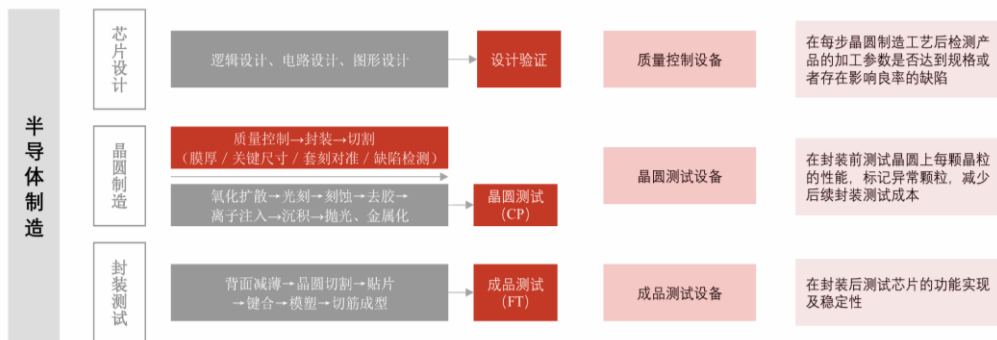 半导体制造
芯片设计
逻辑设计、电路设计、图形设计
设计验证
质量控制设备
在每步晶圆制造工艺后检测产
品的加工参数是否达到规格或
者存在影响良率的缺陷
晶圆制造
质量控制→封装→切割
（膜厚 / 关键尺寸 / 套刻对准 / 缺陷检测）
氧化扩散→光刻→刻蚀→去胶→
离子注入→沉积→抛光、金属化
晶圆测试
（CP）
晶圆测试设备
在封装前测试晶圆上每颗晶粒
的性能，标记异常颗粒，减少
后续封装测试成本
封装测试
背面减薄→晶圆切割→贴片
→键合→模塑→切筋成型
成品测试
（FT）
成品测试设备
在封装后测试芯片的功能实现
及稳定性